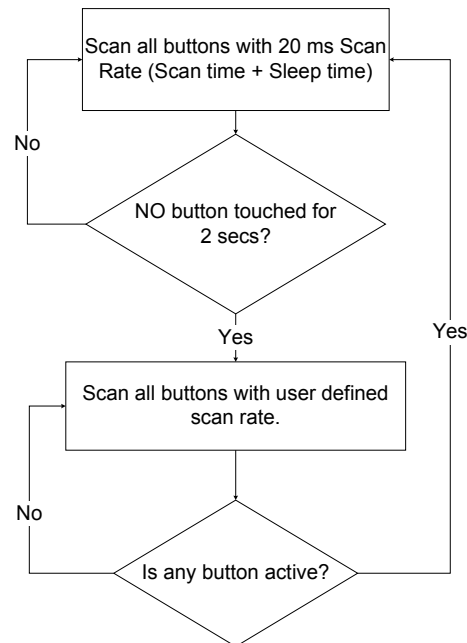 Scan all buttons with 20 ms Scan
Rate (Scan time + Sleep time)
No
NO button touched for
2 secs?
Yes
Yes
Scan all buttons with user defined
scan rate.
No
Is any button active?